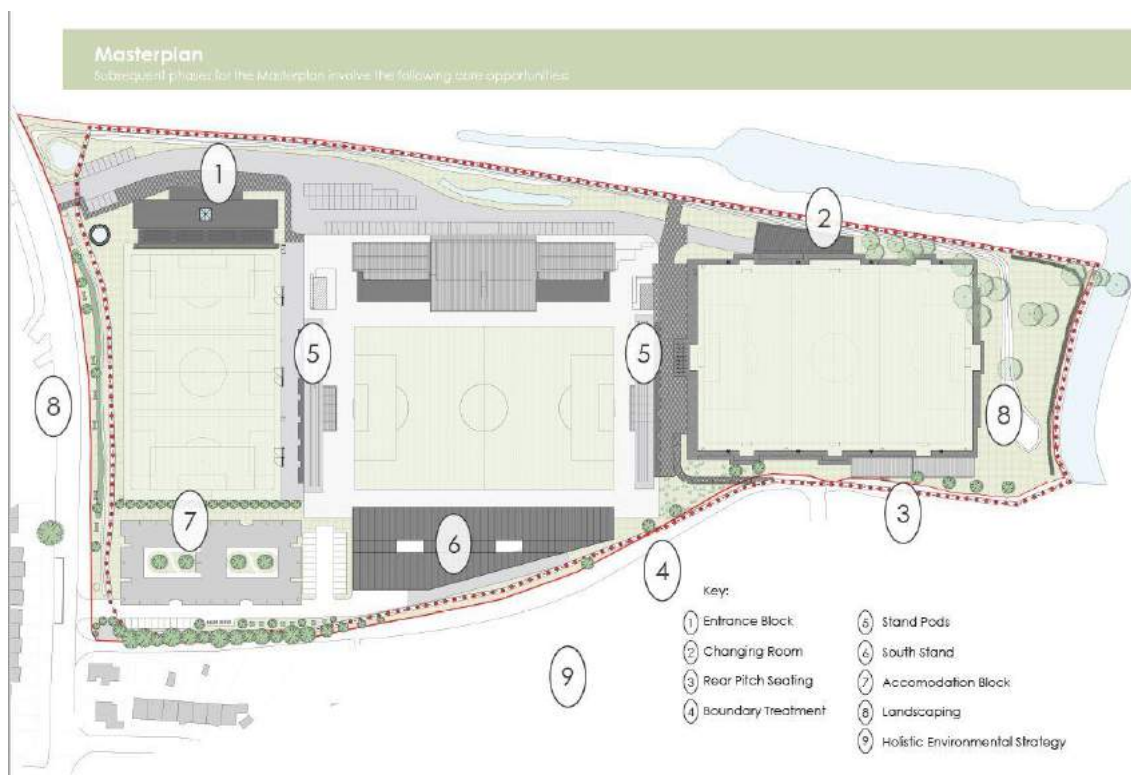 Masterplan
Subsequent phases for the Masterplan involve the following core opportunities:
1
2
5
5
8
8
7
6
3
4
9
Key:
1 Entrance Block
2 Changing Room
3 Rear Pitch Seating
4 Boundary Treatment
5 Stand Pods
6 South Stand
7 Accomodation Block
8 Landscaping
9 Holistic Environmental Strategy